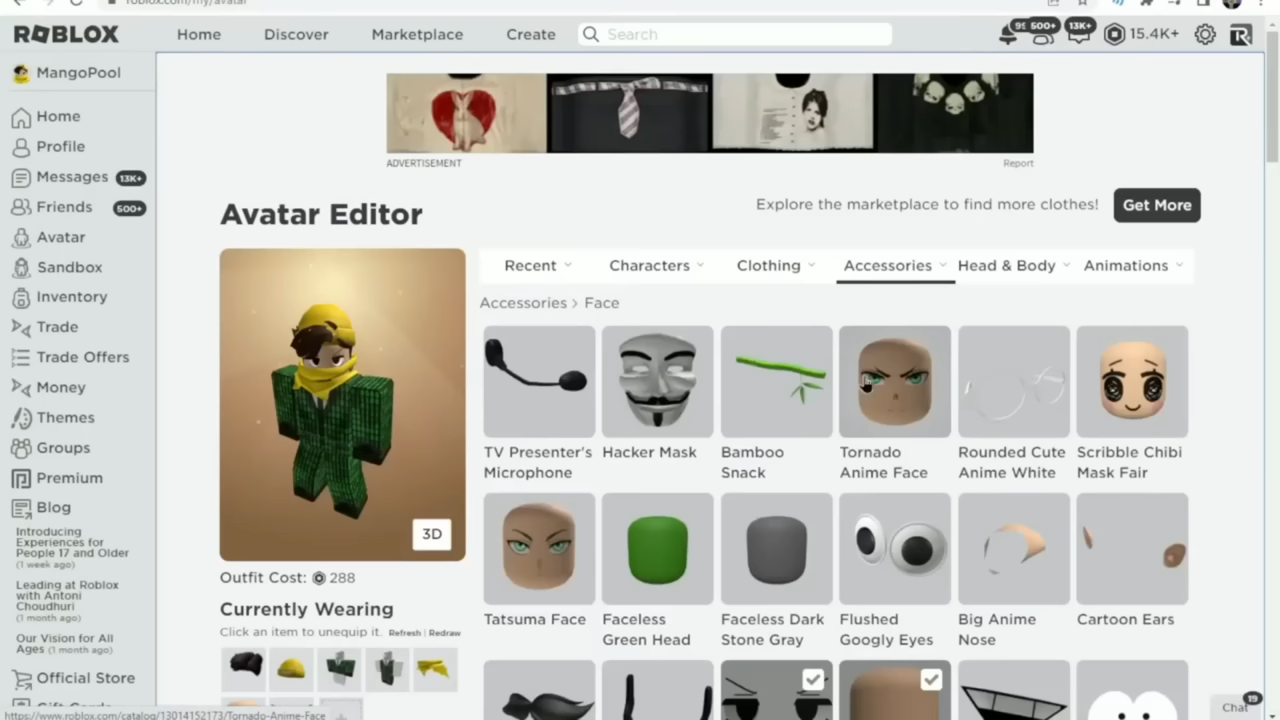 roblox.com/my/avatar
ROBLOX
Home
Discover
Marketplace
Create
Search
500+
13K+
15.4K+
MangoPool
Home
Profile
Messages 13K+
Friends 500+
Avatar
Sandbox
Inventory
Trade
Trade Offers
Money
Themes
Groups
Premium
Blog
Introducing
Experiences for
People 17 and Older
(1 week ago)
Leading at Roblox
with Antoni
Choudhuri
(1 month ago)
Our Vision for All
Ages (1 month ago)
Official Store
ADVERTISEMENT
Report
Avatar Editor
Explore the marketplace to find more clothes!
Get More
3D
Outfit Cost: 288
Currently Wearing
Click an item to unequip it. Refresh | Redraw
Recent
Characters
Clothing
Accessories
Head & Body
Animations
Accessories > Face
TV Presenter's
Microphone
Hacker Mask
Bamboo
Snack
Tornado
Anime Face
Rounded Cute
Anime White
Scribble Chibi
Mask Fair
Tatsuma Face
Faceless
Green Head
Faceless Dark
Stone Gray
Flushed
Googly Eyes
Big Anime
Nose
Cartoon Ears
Chat
19
https://www.roblox.com/catalog/13014152173/Tornado-Anime-Face